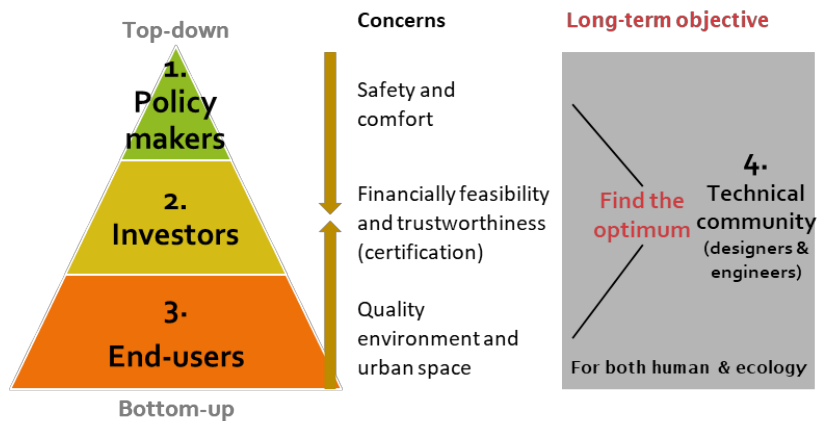 Top-down
1.
Policy
makers
2.
Investors
3.
End-users
Bottom-up
Concerns
Safety and
comfort
Financially feasibility
and trustworthiness
(certification)
Quality
environment and
urban space
Long-term objective
Find the
optimum
4.
Technical
community
(designers &
engineers)
For both human & ecology